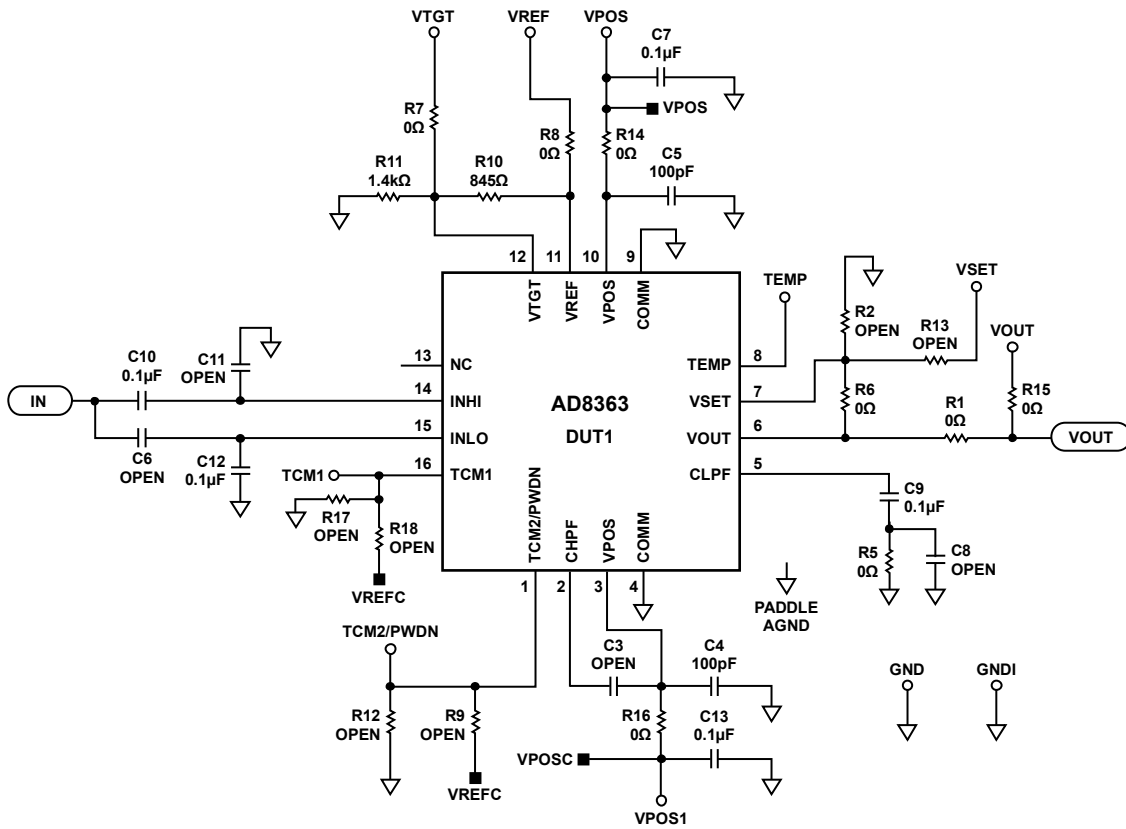 VTGT
VREF
VPOS
C7
0.1µF
VPOS
R7
0Ω
R8
0Ω
R14
0Ω
C5
100pF
R11
1.4kΩ
R10
845Ω
12
11
10
9
VTGT
VREF
VPOS
COMM
TEMP
VSET
R2
OPEN
R13
OPEN
VOUT
C10
0.1µF
C11
OPEN
13
NC
TEMP
8
IN
14
INHI
AD8363
VSET
7
R6
0Ω
R1
0Ω
R15
0Ω
15
INLO
DUT1
VOUT
6
VOUT
C6
OPEN
C12
0.1µF
TCM1
16
TCM1
CLPF
5
C9
0.1µF
R17
OPEN
R18
OPEN
VREFC
TCM2/PWDN
CHPF
VPOS
COMM
R5
0Ω
C8
OPEN
1
2
3
4
PADDLE
AGND
TCM2/PWDN
C3
OPEN
C4
100pF
GND
GNDI
R12
OPEN
R9
OPEN
R16
0Ω
C13
0.1µF
VPOSC
VREFC
VPOS1